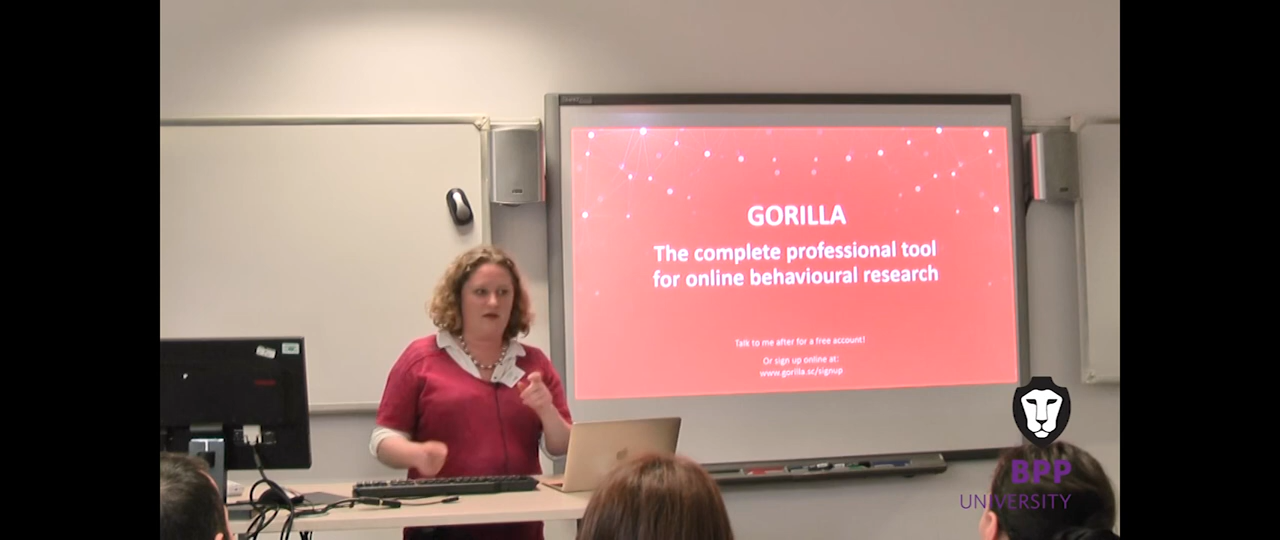 GORILLA
The complete professional tool
for online behavioural research
Talk to me after for a free account!
Or sign up online at:
www.gorilla.sc/signup
BPP
UNIVERSITY